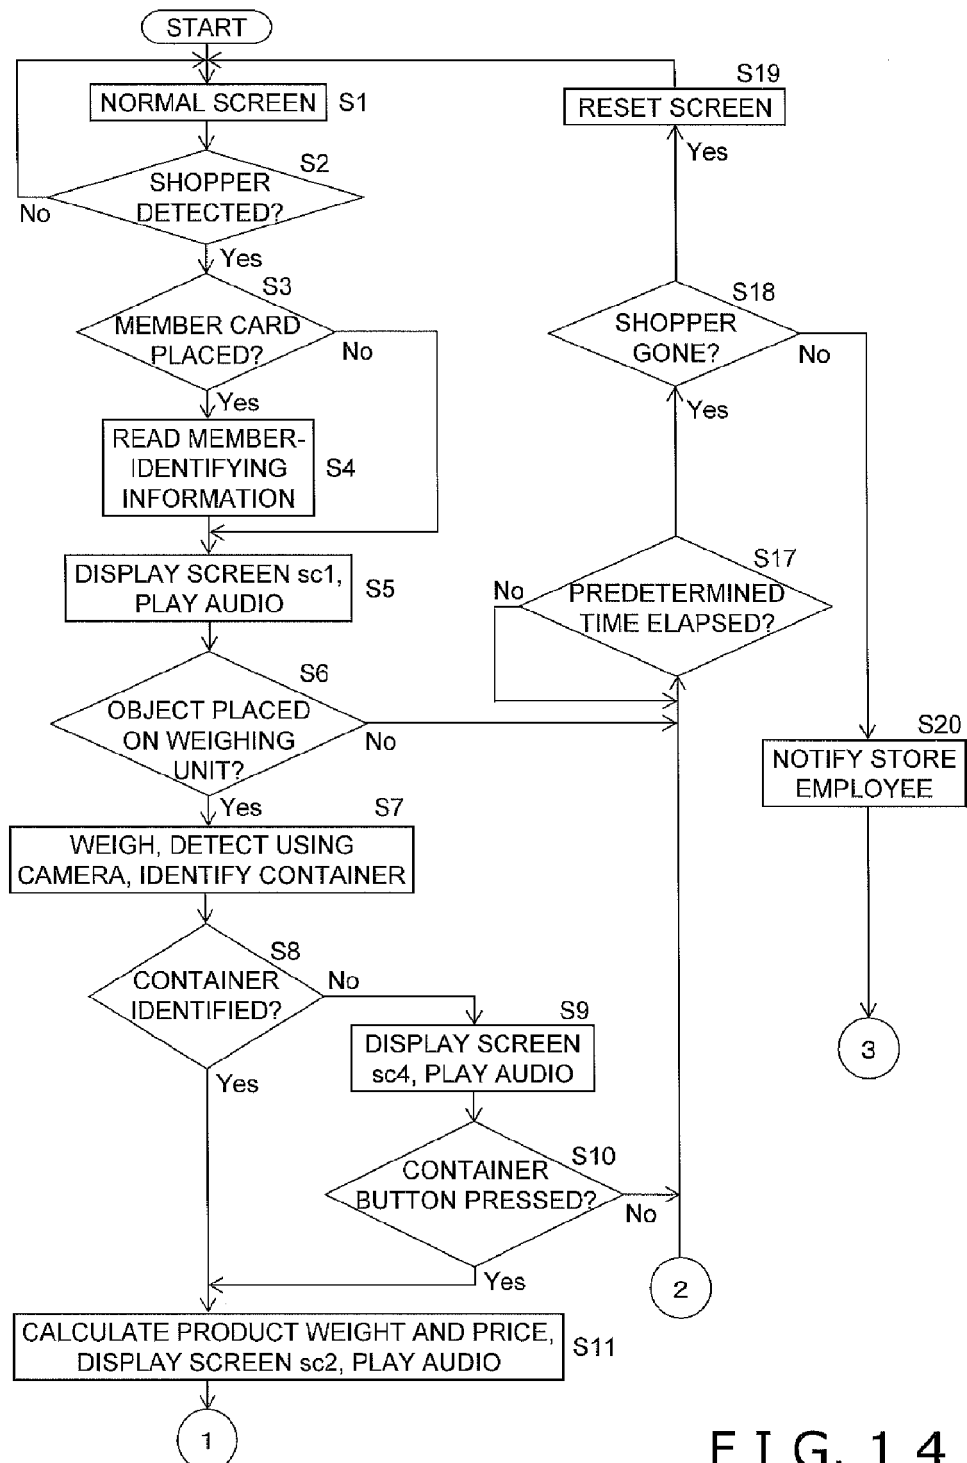 START
NORMAL SCREEN
S1
S2
SHOPPER
DETECTED?
No
Yes
S3
MEMBER CARD
PLACED?
No
Yes
READ MEMBER-
IDENTIFYING
INFORMATION
S4
DISPLAY SCREEN sc1,
PLAY AUDIO
S5
S6
OBJECT PLACED
ON WEIGHING
UNIT?
No
Yes
S7
WEIGH, DETECT USING
CAMERA, IDENTIFY CONTAINER
S8
CONTAINER
IDENTIFIED?
No
Yes
S9
DISPLAY SCREEN
sc4, PLAY AUDIO
S10
CONTAINER
BUTTON PRESSED?
No
Yes
CALCULATE PRODUCT WEIGHT AND PRICE,
DISPLAY SCREEN sc2, PLAY AUDIO
S11
1
S19
RESET SCREEN
Yes
S18
SHOPPER
GONE?
No
Yes
S17
PREDETERMINED
TIME ELAPSED?
No
2
S20
NOTIFY STORE
EMPLOYEE
3
FIG. 14